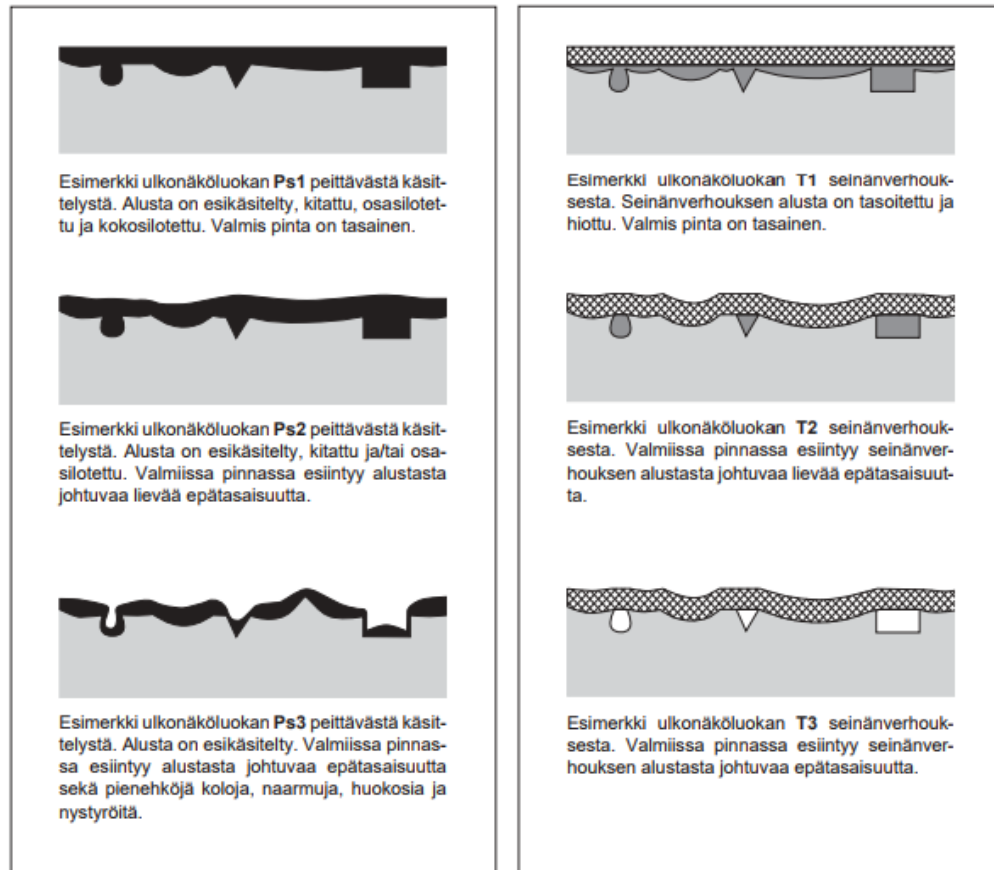 Esimerkki ulkonäköluokan Ps1 peittävästä käsit-
telystä. Alusta on esikäsitelty, kitattu, osasilotet-
tu ja kokosilotettu. Valmis pinta on tasainen.
Esimerkki ulkonäköluokan Ps2 peittävästä käsit-
telystä. Alusta on esikäsitelty, kitattu ja/tai osa-
silotettu. Valmiissa pinnassa esiintyy alustasta
johtuvaa lievää epätasaisuutta.
Esimerkki ulkonäköluokan Ps3 peittävästä käsit-
telystä. Alusta on esikäsitelty. Valmiissa pinnas-
sa esiintyy alustasta johtuvaa epätasaisuutta
sekä pienehköjä koloja, naarmuja, huokosia ja
nystyröitä.
Esimerkki ulkonäköluokan T1 seinänverhouk-
sesta. Seinänverhouksen alusta on tasoitettu ja
hiottu. Valmis pinta on tasainen.
Esimerkki ulkonäköluokan T2 seinänverhouk-
sesta. Valmiissa pinnassa esiintyy seinänver-
houksen alustasta johtuvaa lievää epätasaisuut-
ta.
Esimerkki ulkonäköluokan T3 seinänverhouk-
sesta. Valmiissa pinnassa esiintyy seinänver-
houksen alustasta johtuvaa epätasaisuutta.